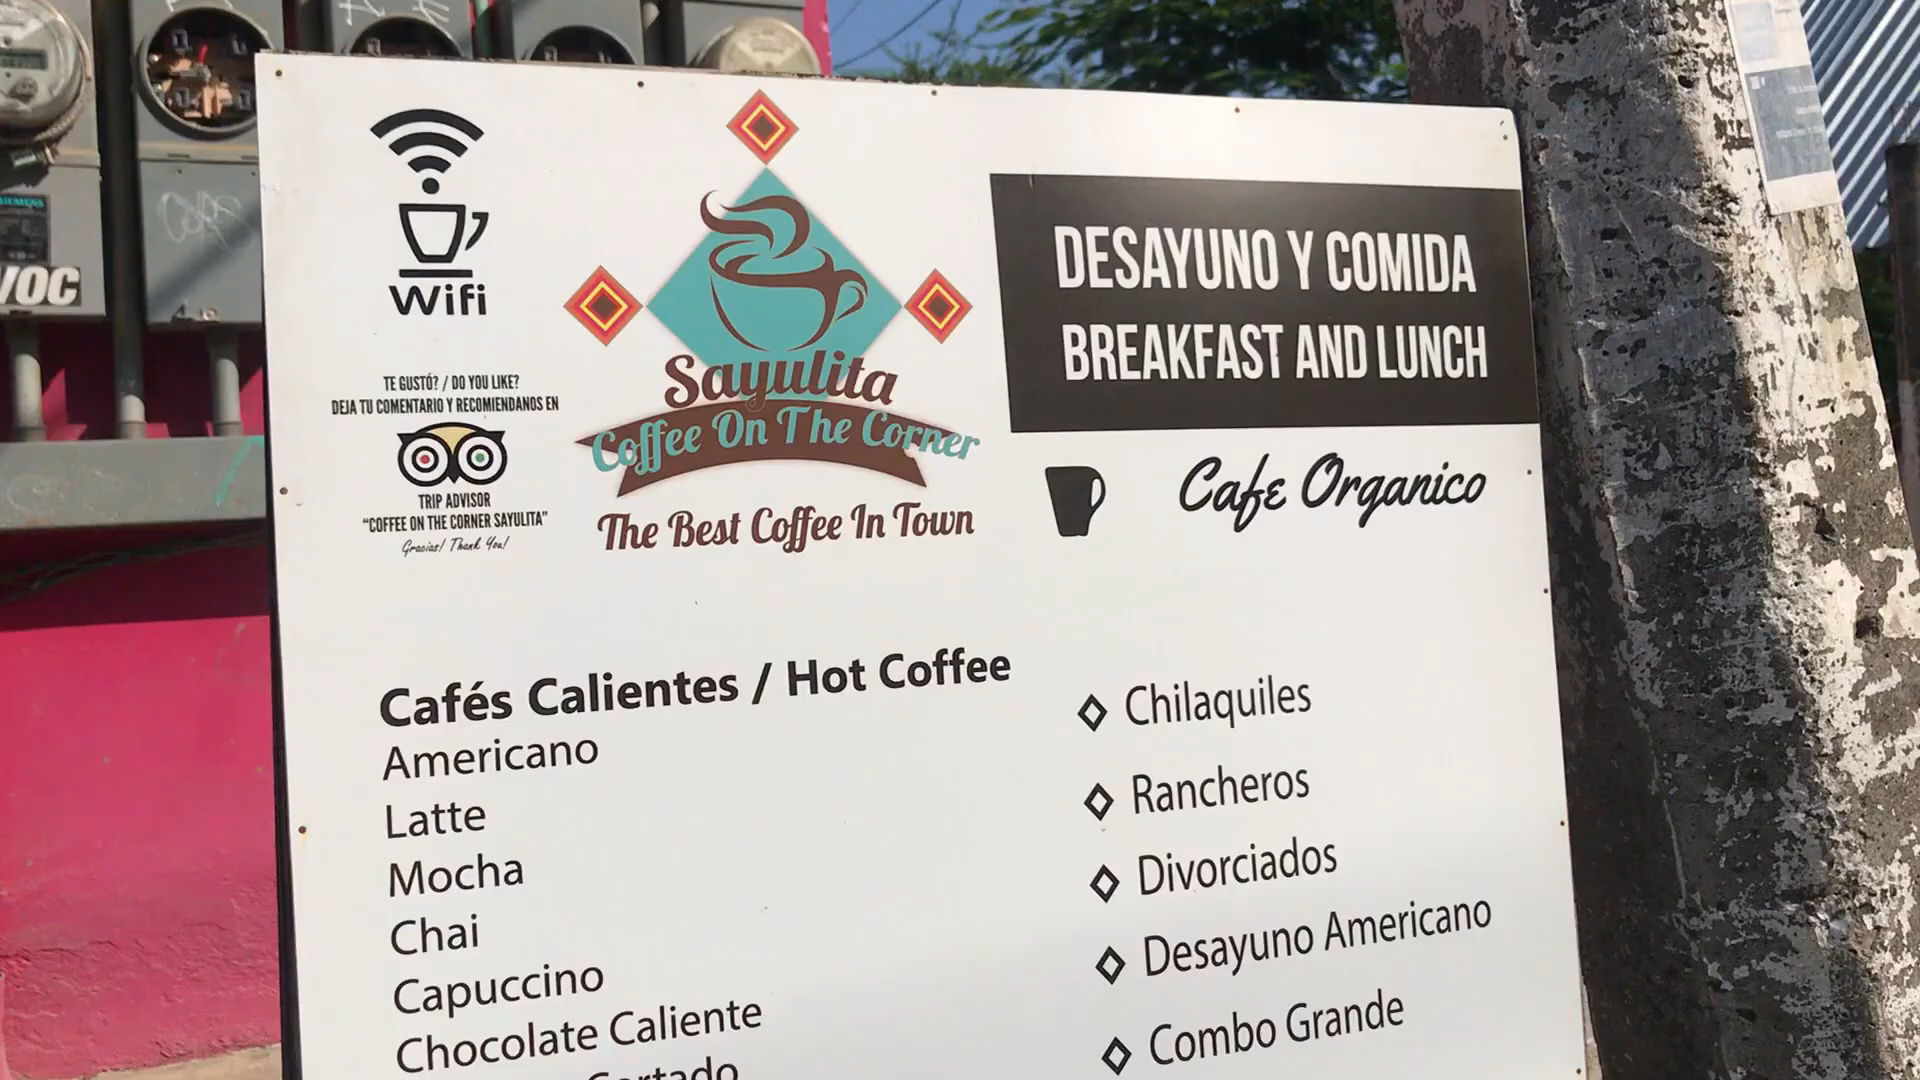 Wifi
TE GUSTÓ? / DO YOU LIKE?
DEJA TU COMENTARIO Y RECOMIENDANOS EN
TRIP ADVISOR
"COFFEE ON THE CORNER SAYULITA"
Gracias! Thank You!
Sayulita
Coffee On The Corner
The Best Coffee In Town
DESAYUNO Y COMIDA
BREAKFAST AND LUNCH
Cafe Organico
Cafés Calientes / Hot Coffee
Americano
Latte
Mocha
Chai
Capuccino
Chocolate Caliente
Cortado
Chilaquiles
Rancheros
Divorciados
Desayuno Americano
Combo Grande
SIEMENS
VOC